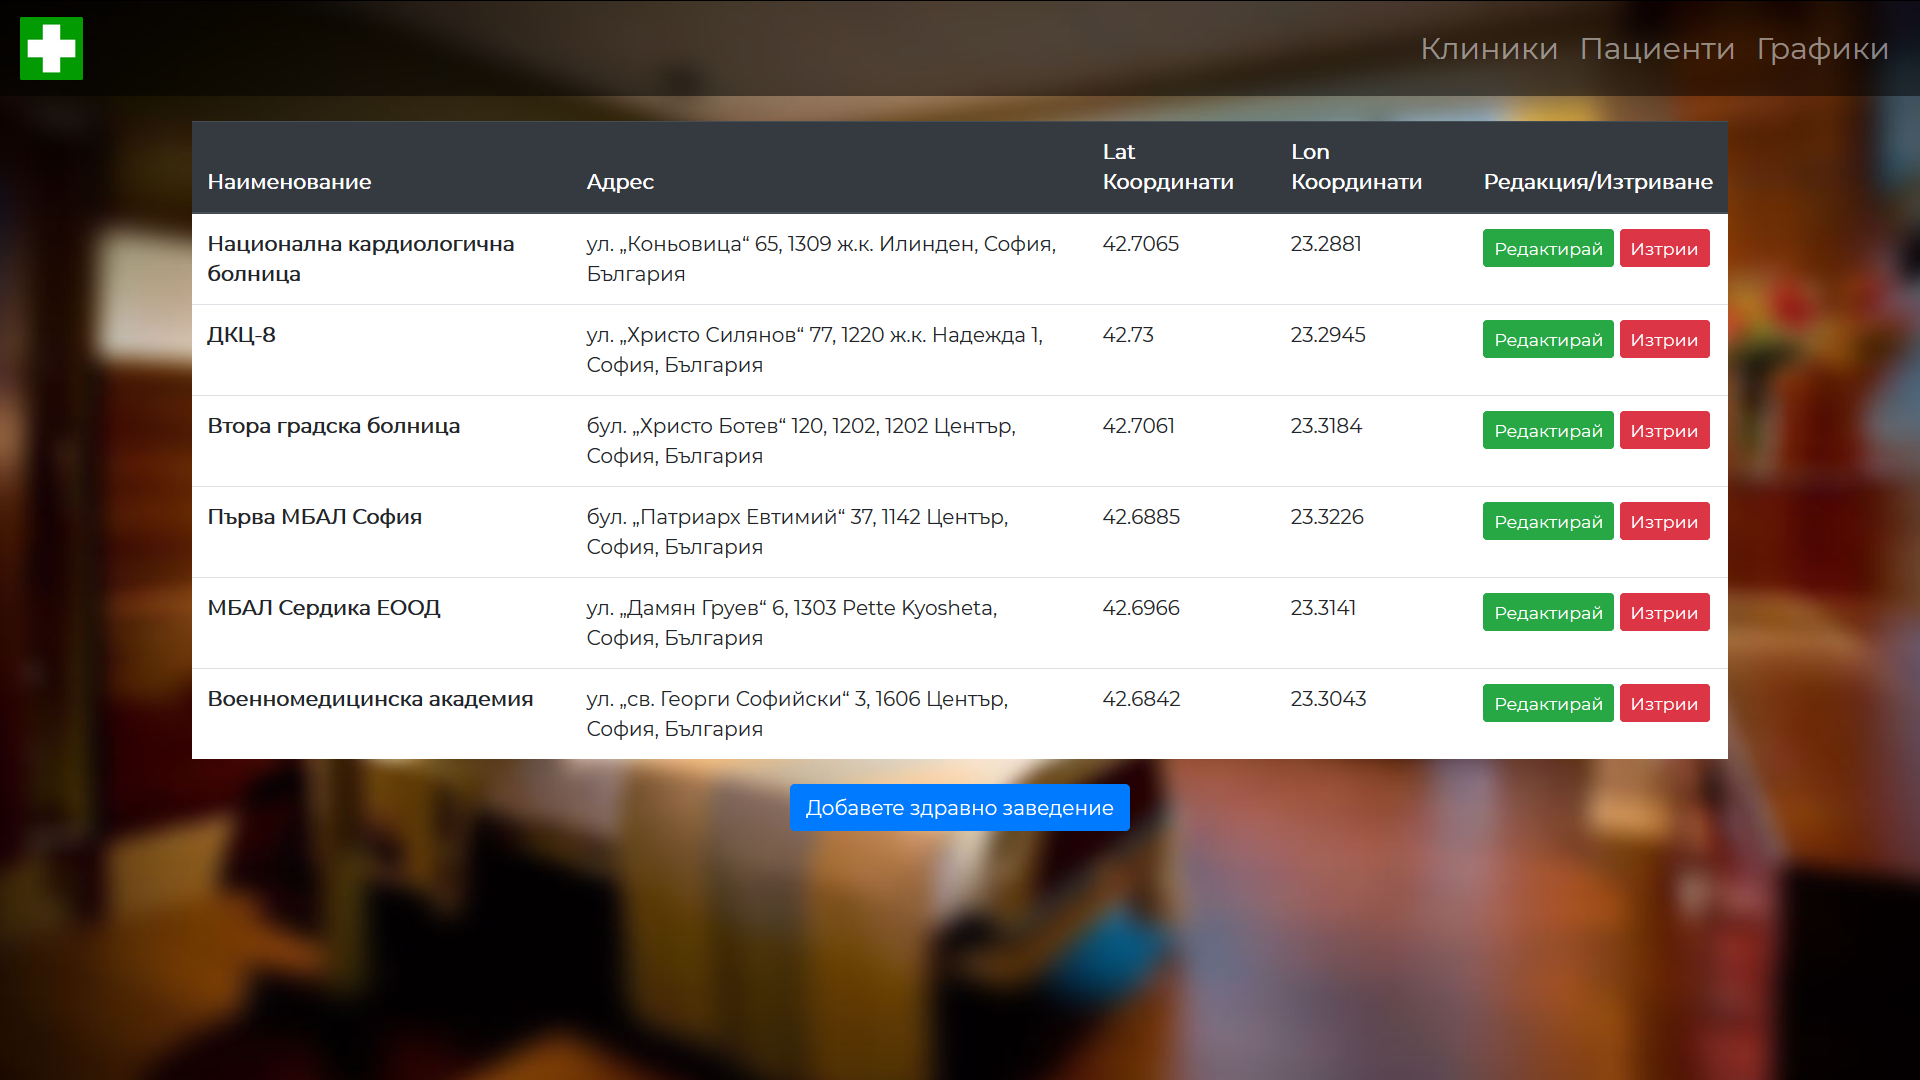 Клиники Пациенти Графики
Наименование Адрес Lat Координати Lon Координати Редакция/Изтриване
Национална кардиологична болница
ул. „Коньовица“ 65, 1309 ж.к. Илинден, София,
България
42.7065 23.2881 Редактирай Изтрии
ДКЦ-8
ул. „Христо Силянов“ 77, 1220 ж.к. Надежда 1,
София, България
42.73 23.2945 Редактирай Изтрии
Втора градска болница
бул. „Христо Ботев“ 120, 1202, 1202 Център,
София, България
42.7061 23.3184 Редактирай Изтрии
Първа МБАЛ София
бул. „Патриарх Евтимий“ 37, 1142 Център,
София, България
42.6885 23.3226 Редактирай Изтрии
МБАЛ Сердика ЕООД
ул. „Дамян Груев“ 6, 1303 Pette Kyosheta,
София, България
42.6966 23.3141 Редактирай Изтрии
Военномедицинска академия
ул. „св. Георги Софийски“ 3, 1606 Център,
София, България
42.6842 23.3043 Редактирай Изтрии
Добавете здравно заведение